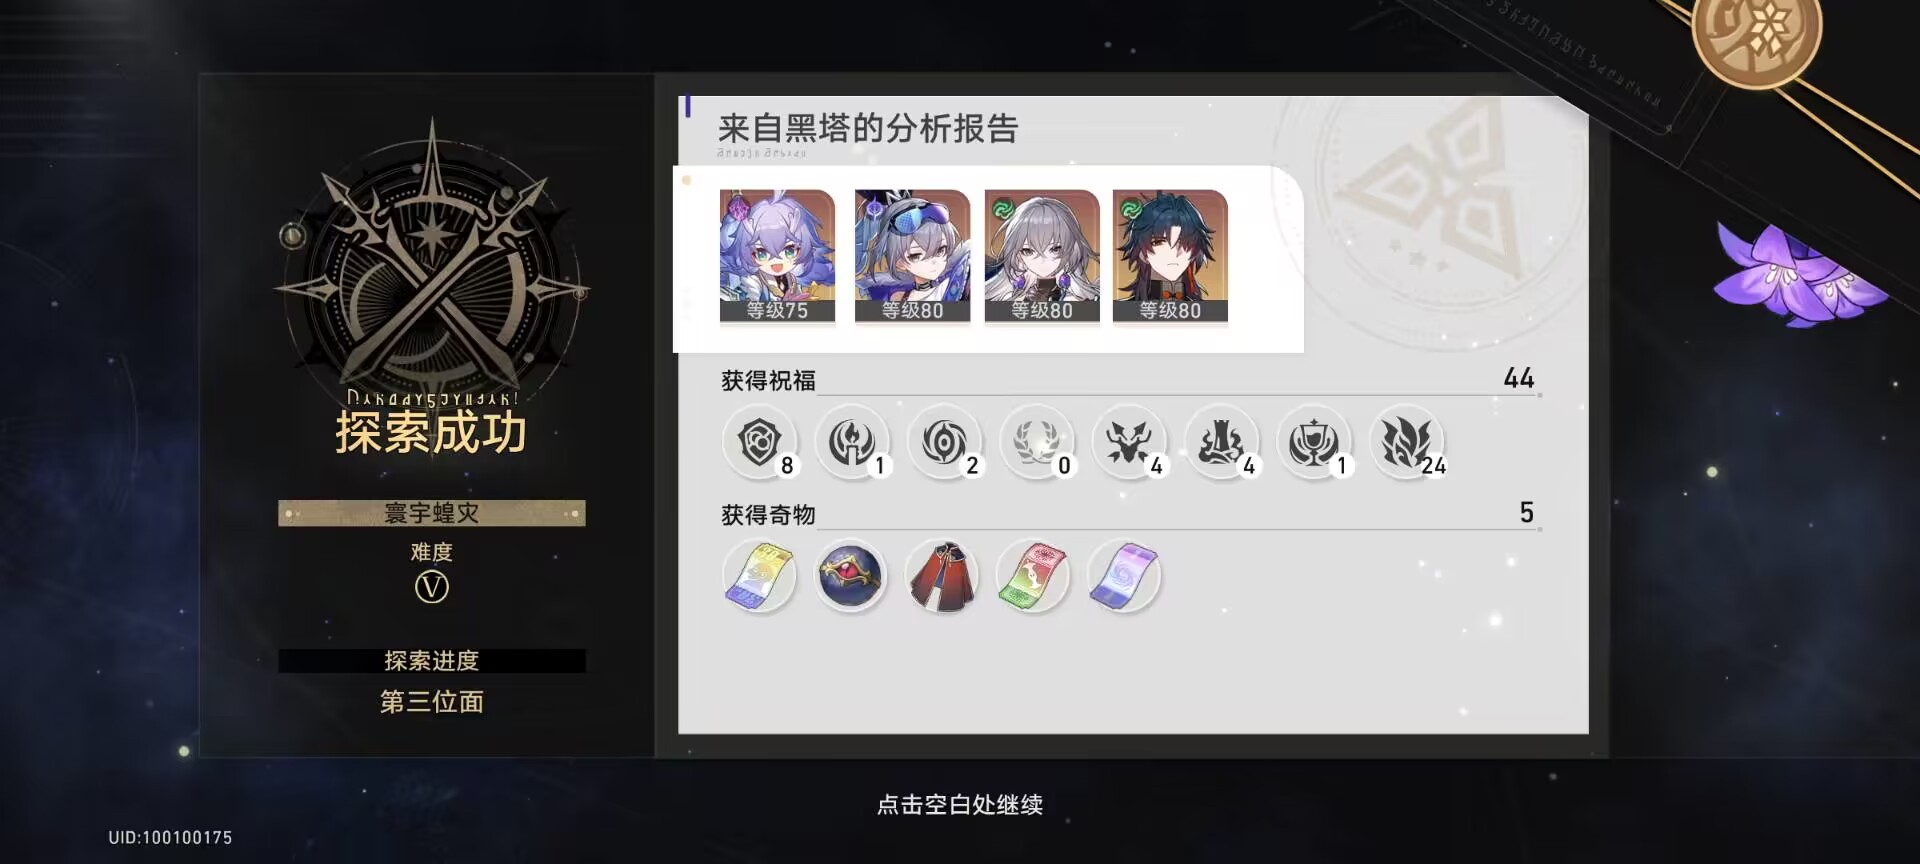 来自黑塔的分析报告
等级75
等级80
等级80
等级80
获得祝福
44
8
1
2
0
4
4
1
24
获得奇物
5
探索成功
寰宇蝗灾
难度
V
探索进度
第三位面
点击空白处继续
UID:100100175